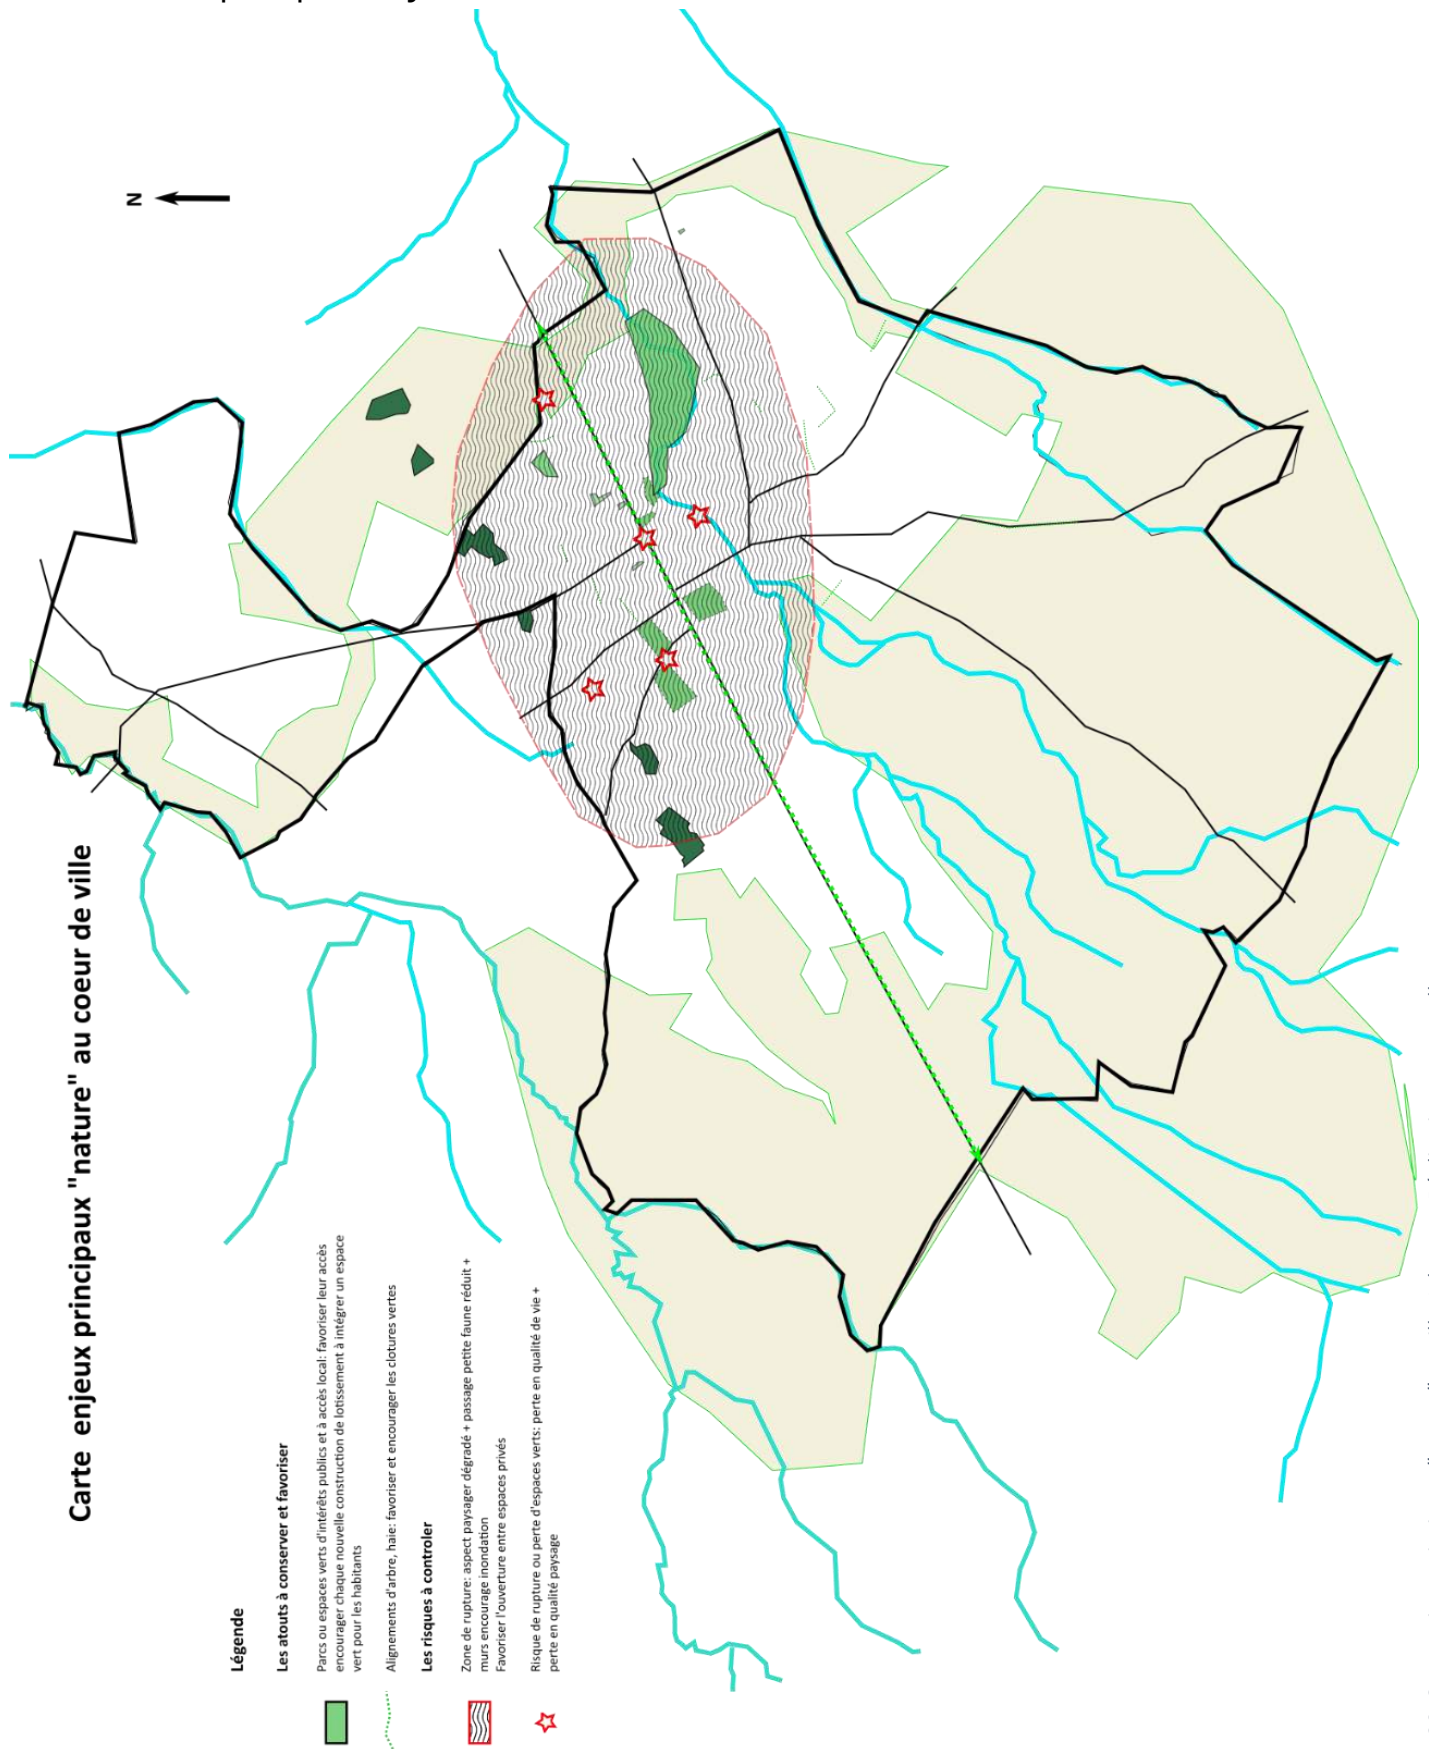 Carte enjeux principaux "nature" au coeur de ville
N
Légende
Les atouts à conserver et favoriser
Parcs ou espaces verts d'intérêts publics et à accès local: favoriser leur accès
encourager chaque nouvelle construction de lotissement à intégrer un espace
vert pour les habitants
Alignements d'arbre, haie: favoriser et encourager les clotures vertes
Les risques à controler
Zone de rupture: aspect paysager dégradé + passage petite faune réduit +
murs encourage inondation
Favoriser l'ouverture entre espaces privés
Risque de rupture ou perte d'espaces verts: perte en qualité de vie +
perte en qualité paysage